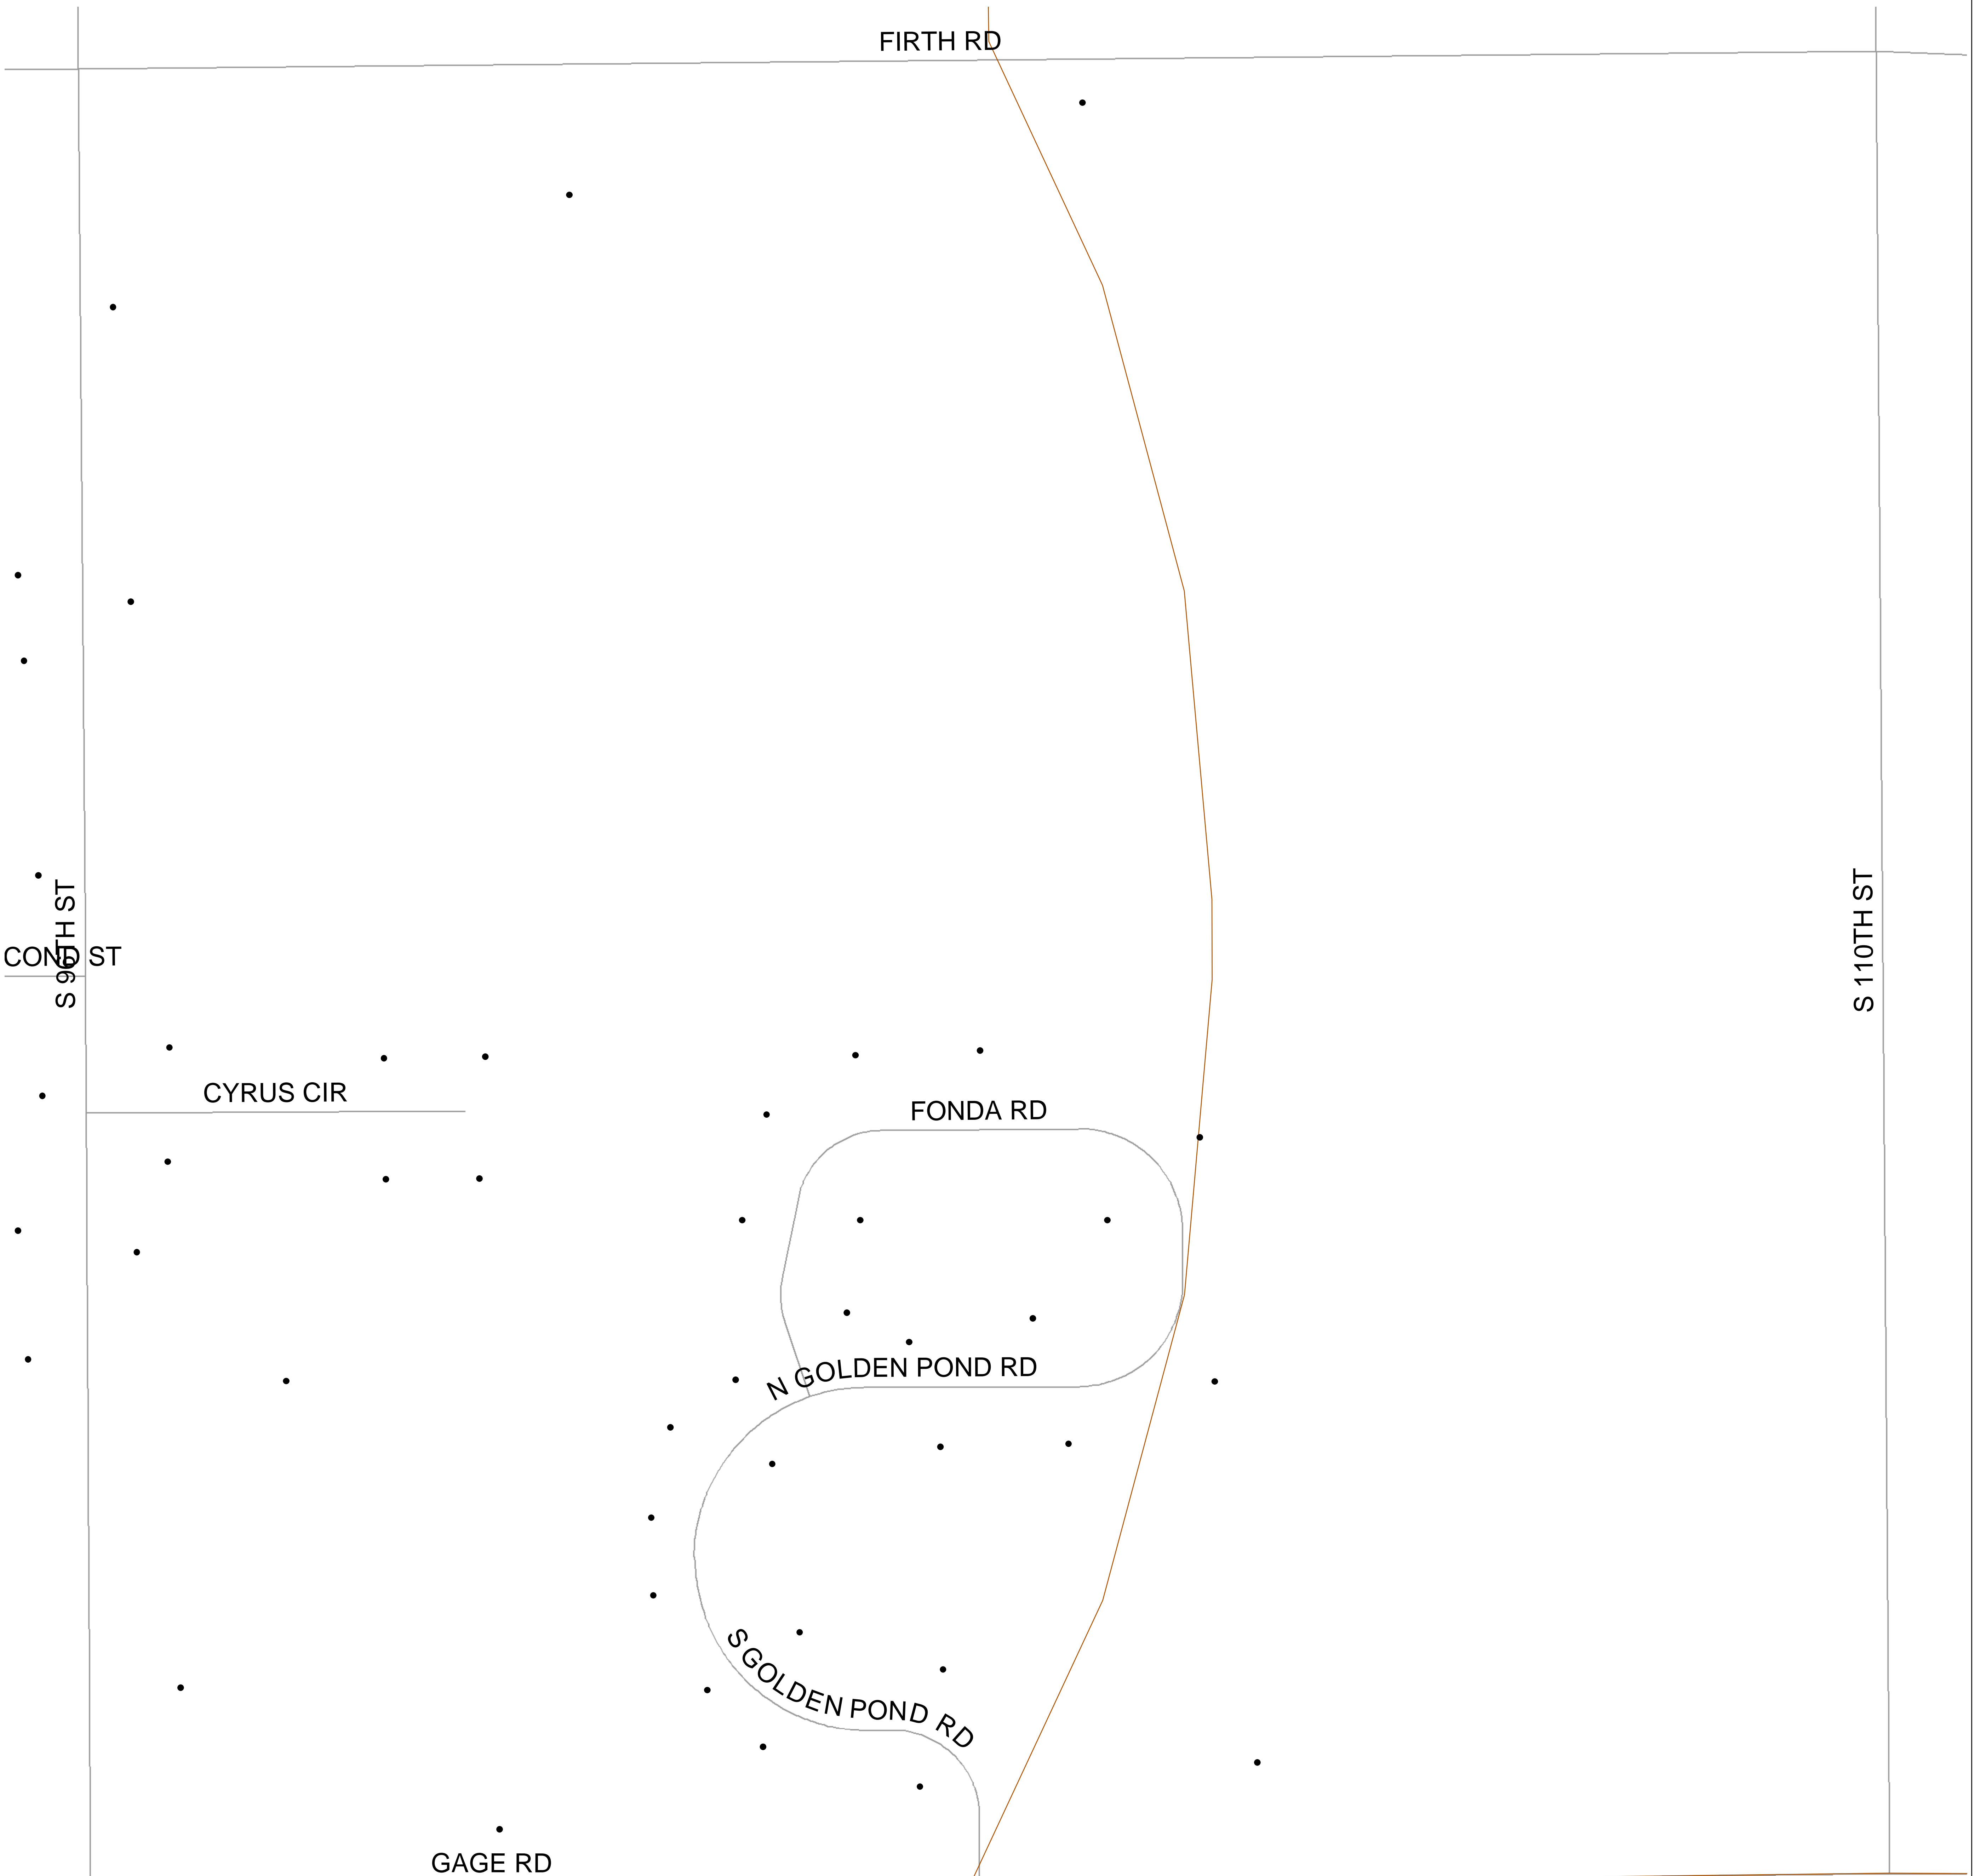 FIRTH RD
S 96TH ST
S 110TH ST
COND ST
CYRUS CIR
FONDA RD
N GOLDEN POND RD
S GOLDEN POND RD
GAGE RD